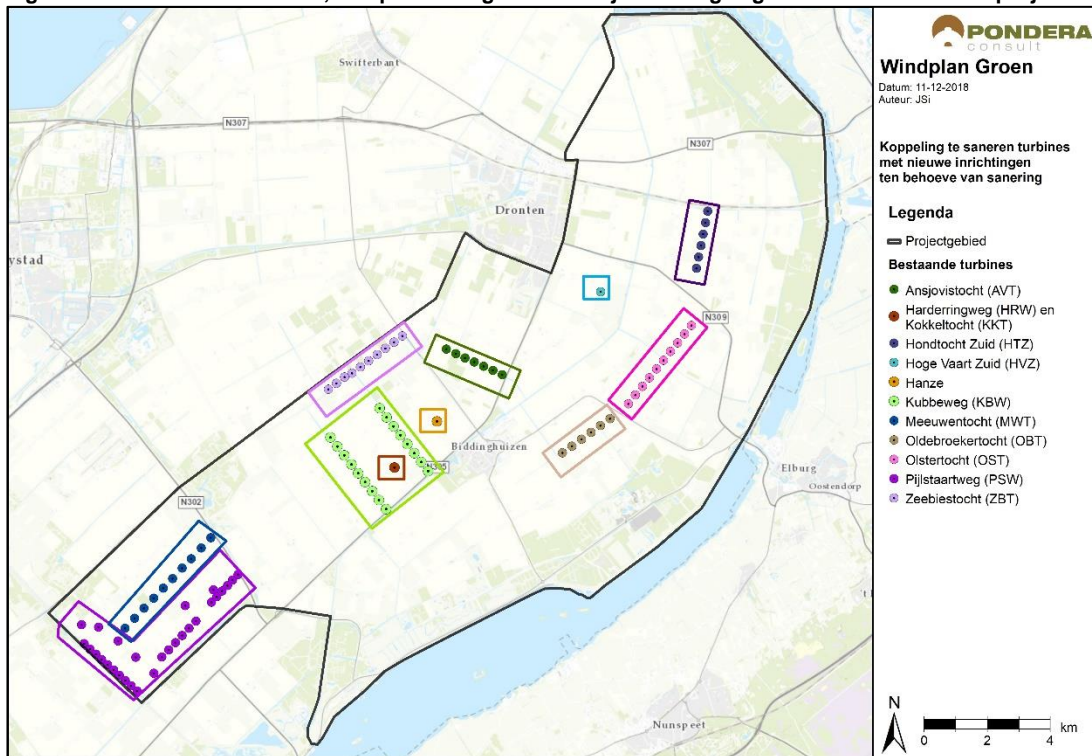 PONDERA
consult
Windplan Groen
Datum: 11-12-2018
Auteur: JSi
Koppeling te saneren turbines
met nieuwe inrichtingen
ten behoeve van sanering
Legenda
Projectgebied
Bestaande turbines
Ansjovistocht (AVT)
Harderringweg (HRW) en
Kokkeltocht (KKT)
Hondtocht Zuid (HTZ)
Hoge Vaart Zuid (HVZ)
Hanze
Kubbeweg (KBW)
Meeuwentocht (MWT)
Oldebroekertocht (OBT)
Olstertocht (OST)
Pijlstaartweg (PSW)
Zeebiestocht (ZBT)
N
0 2 4 km
Swifterbant
N307
N307
Dronten
ystad
N309
Biddinghuizen
N305
Elburg
Oostendorp
N302
Nunspeet